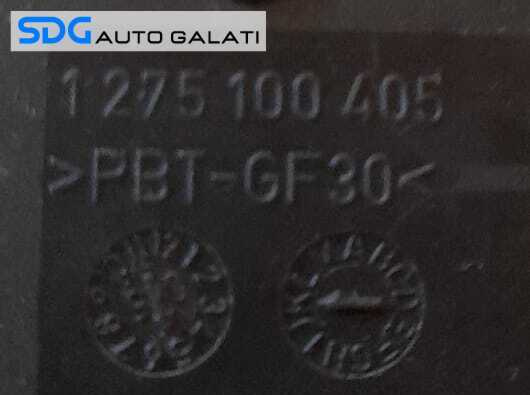 SDG AUTO GALATI
1 275 100 405
>PBT-GF30<